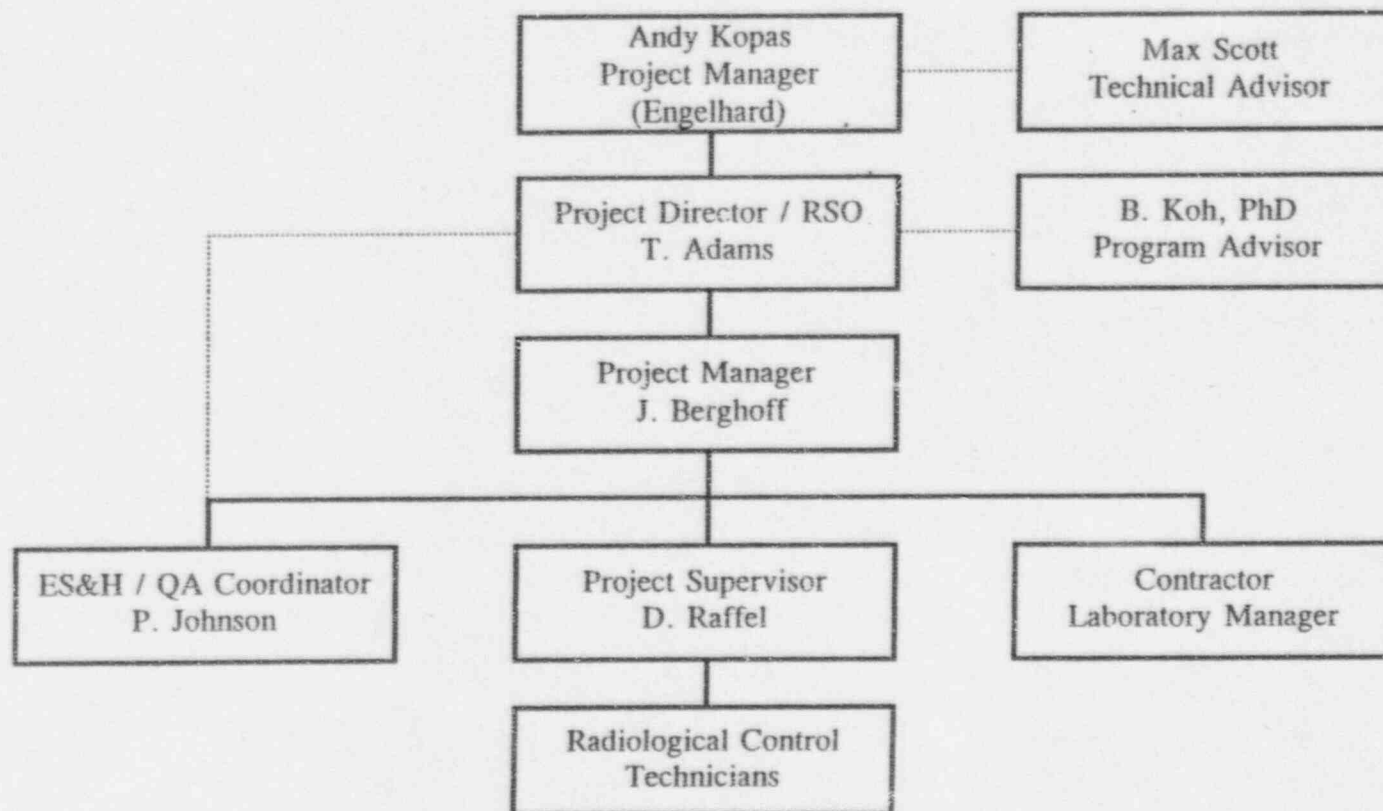 Andy Kopas
Project Manager
(Engelhard)
Max Scott
Technical Advisor
Project Director / RSO
T. Adams
B. Koh, PhD
Program Advisor
Project Manager
J. Berghoff
ES&H / QA Coordinator
P. Johnson
Project Supervisor
D. Raffel
Contractor
Laboratory Manager
Radiological Control
Technicians